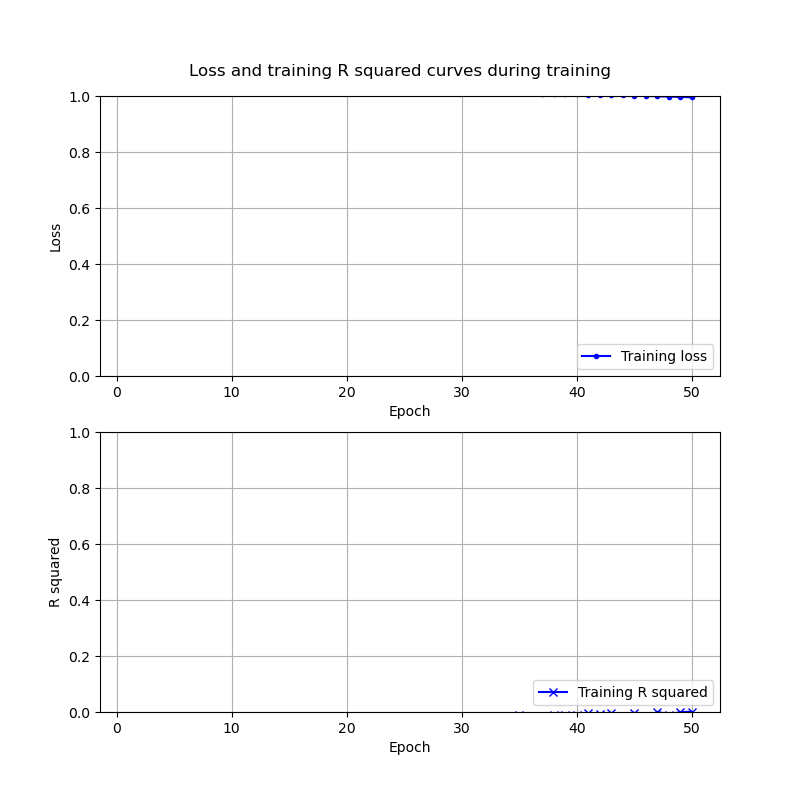 Loss and training R squared curves during training
1.0
0.8
0.6
0.4
0.2
0.0
Loss
Training loss
0 10 20 30 40 50
Epoch
1.0
0.8
0.6
0.4
0.2
0.0
R squared
Training R squared
0 10 20 30 40 50
Epoch